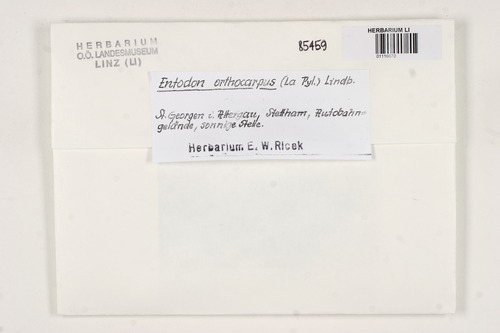 HERBARIUM
O.Ö. LANDESMUSEUM
LINZ (LI)
85459
HERBARIUM LI
Entodon orthocarpus (La Pyl.) Lindb.
St. Georgen i. Attergau, Stettham, Autobahn-
gelände, sonnige Stelle.
Herbarium E. W. Ricek